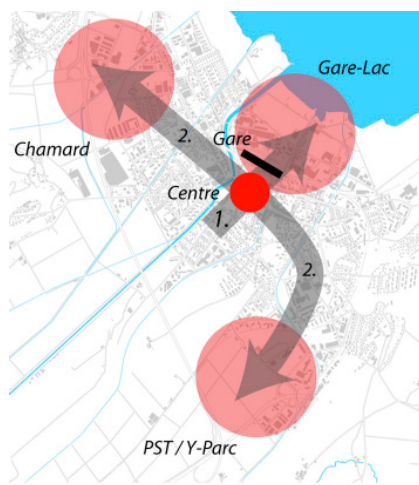 Gare-Lac
2.
Gare
Chamard
Centre
1.
2.
PST / Y-Parc